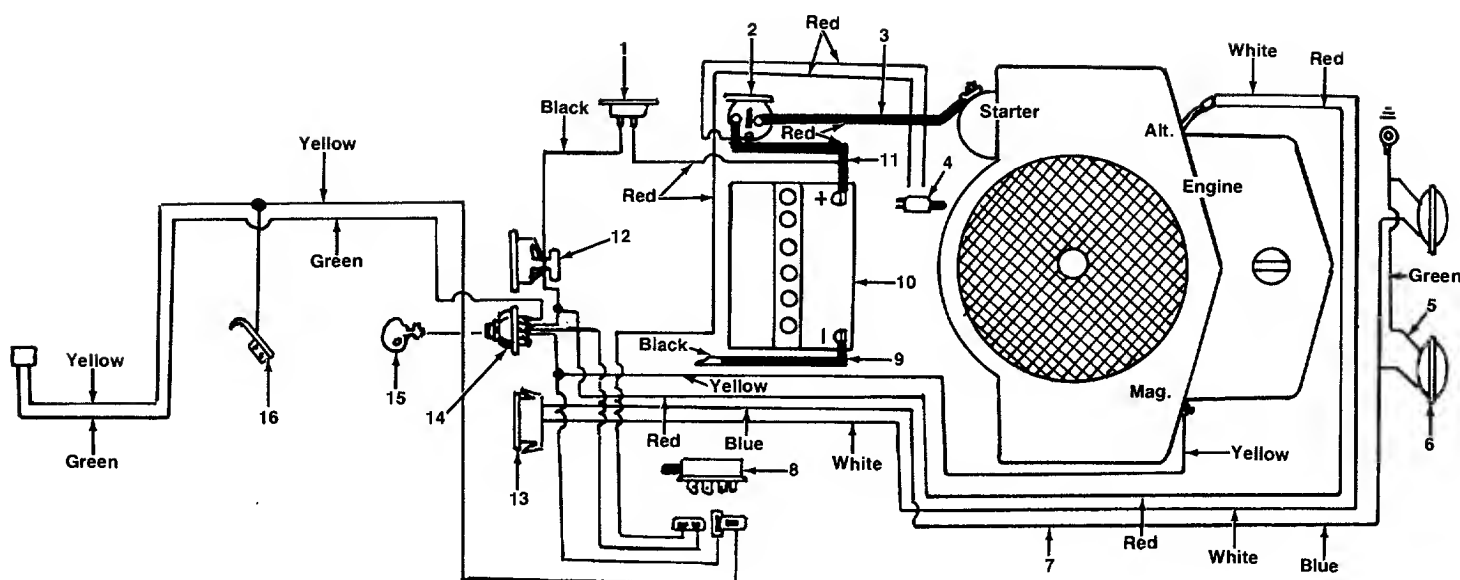 Red
1
2
3
White
Red
Black
Starter
Alt.
Yellow
Red
11
4
Engine
Red
+
12
Green
10
Green
5
Black
9
Yellow
Yellow
Mag.
16
15
14
Red
Blue
White
6
Green
13
8
Yellow
7
Red
White
Blue